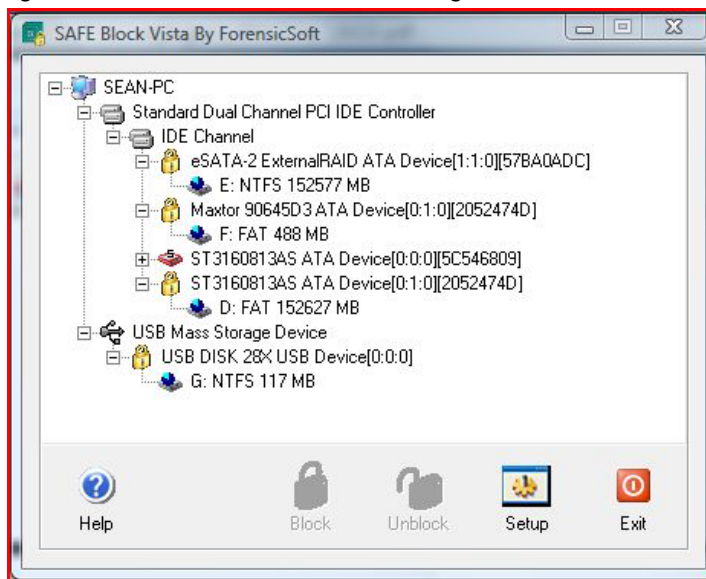 SAFE Block Vista By ForensicSoft
SEAN-PC
Standard Dual Channel PCI IDE Controller
IDE Channel
eSATA-2 ExternalRAID ATA Device[1:1:0][57BA0ADC]
E: NTFS 152577 MB
Maxtor 90645D3 ATA Device[0:1:0][2052474D]
F: FAT 488 MB
ST3160813AS ATA Device[0:0:0][5C546809]
ST3160813AS ATA Device[0:1:0][2052474D]
D: FAT 152627 MB
USB Mass Storage Device
USB DISK 28X USB Device[0:0:0]
G: NTFS 117 MB
Help
Block
Unblock
Setup
Exit